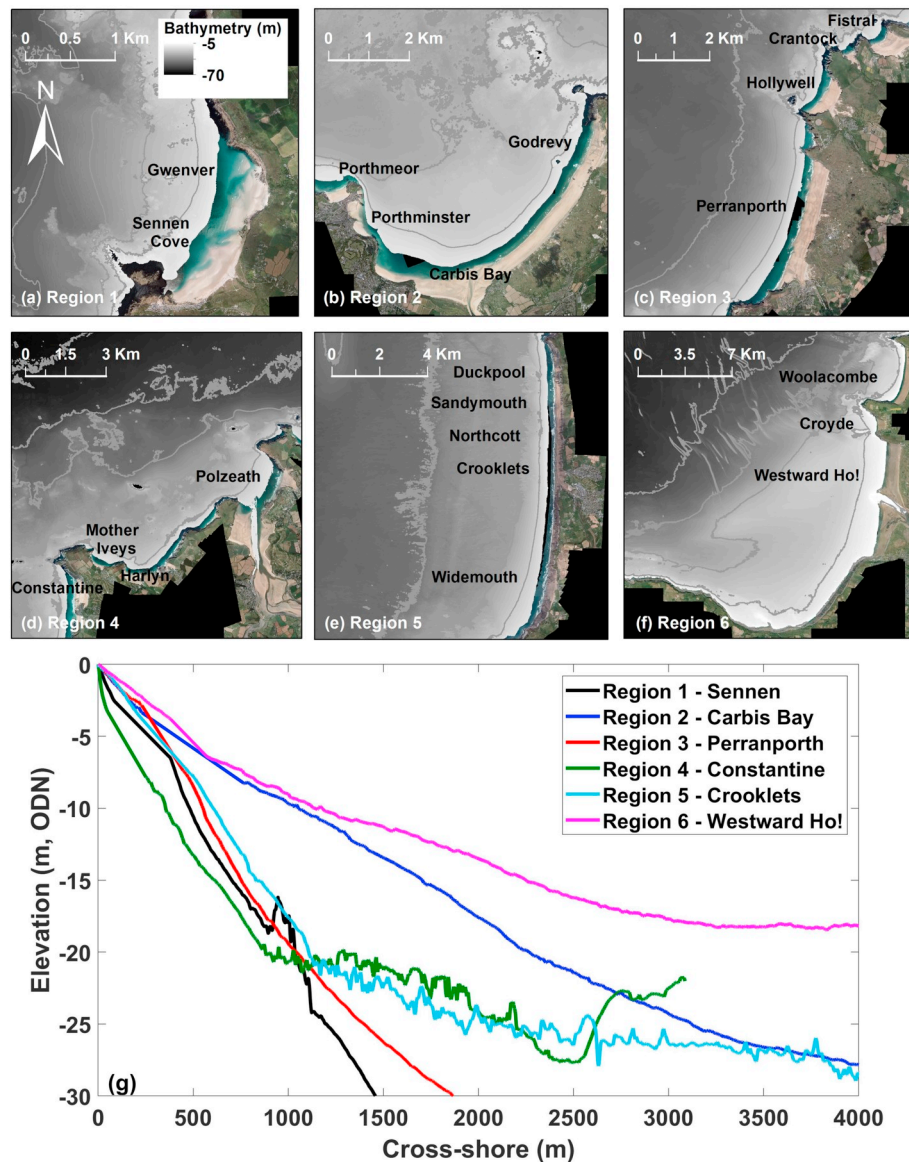 0 0.5 1 Km
Bathymetry (m)
-5
-70
N
Gwenver
Sennen
Cove
(a) Region 1
0 1 2 Km
Godrevy
Porthmeor
Porthminster
Carbis Bay
(b) Region 2
0 1 2 Km
Fistral
Crantock
Hollywell
Perranporth
(c) Region 3
0 1.5 3 Km
Polzeath
Mother
Iveys
Harlyn
Constantine
(d) Region 4
0 2 4 Km
Duckpool
Sandymouth
Northcott
Crooklets
Widemouth
(e) Region 5
0 3.5 7 Km
Woolacombe
Croyde
Westward Ho!
(f) Region 6
0
-5
-10
-15
-20
-25
-30
Elevation (m, ODN)
Region 1 - Sennen
Region 2 - Carbis Bay
Region 3 - Perranporth
Region 4 - Constantine
Region 5 - Crooklets
Region 6 - Westward Ho!
(g)
0 500 1000 1500 2000 2500 3000 3500 4000
Cross-shore (m)